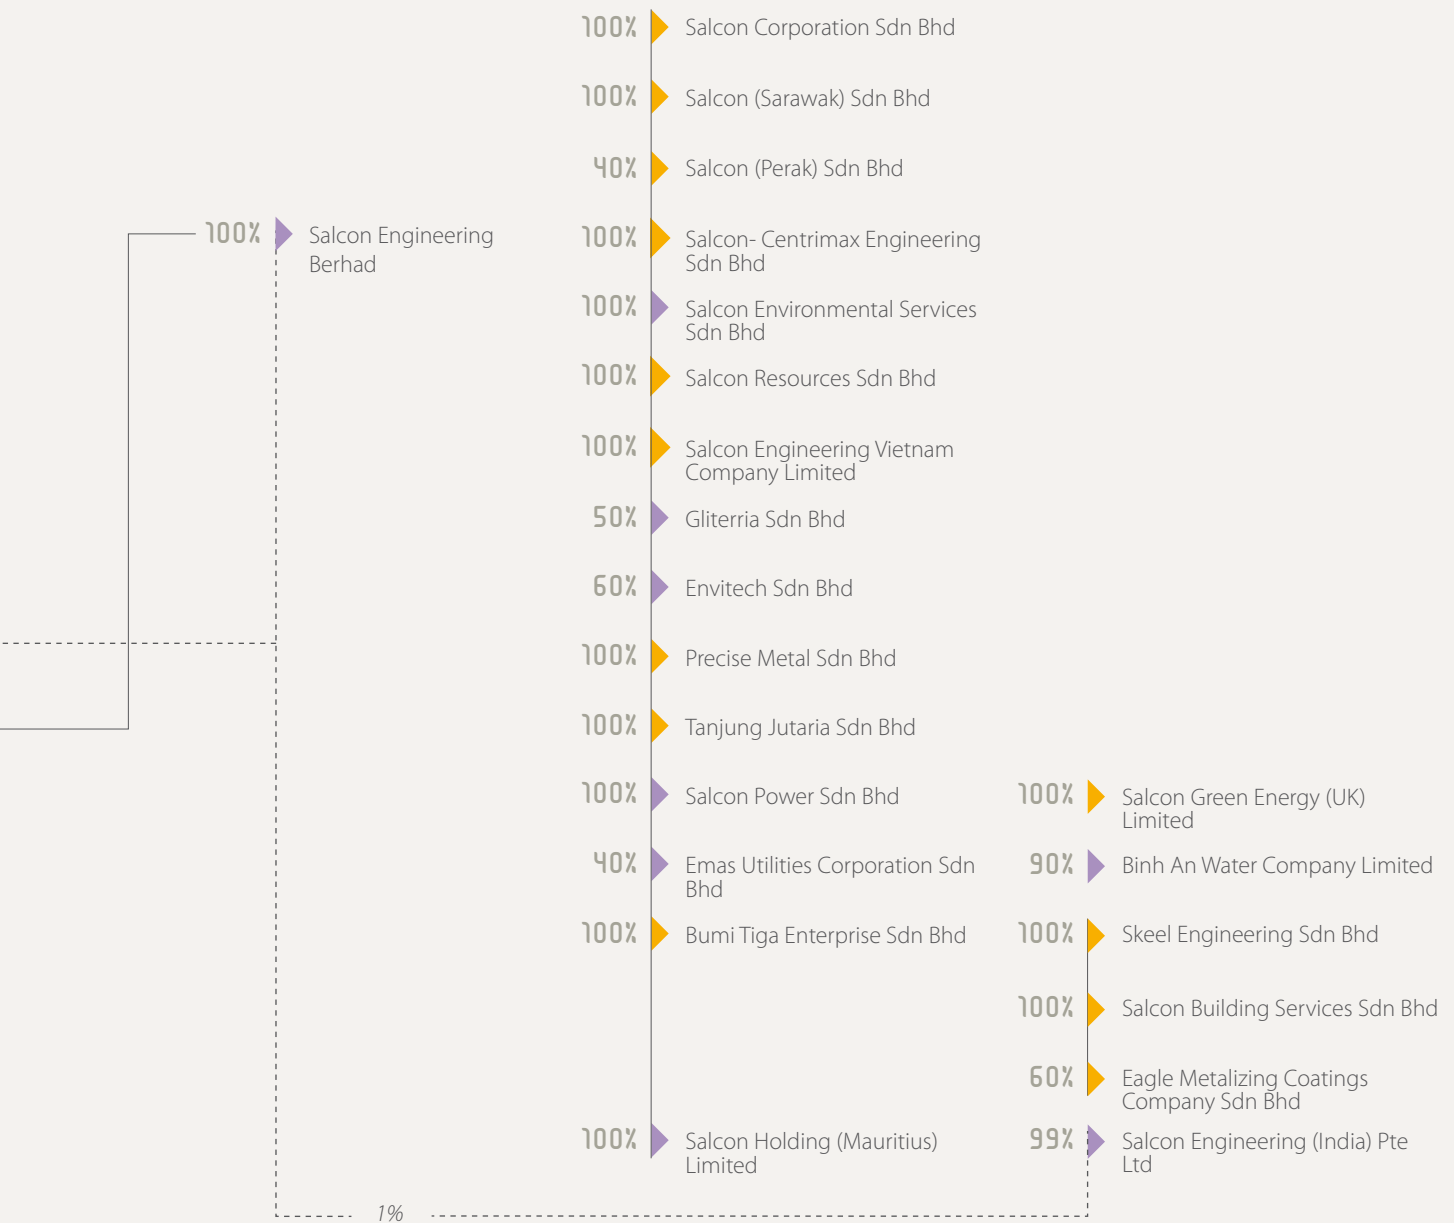 100% Salcon Corporation Sdn Bhd
100% Salcon (Sarawak) Sdn Bhd
40% Salcon (Perak) Sdn Bhd
100% Salcon Engineering
Berhad
100% Salcon- Centrimax Engineering
Sdn Bhd
100% Salcon Environmental Services
Sdn Bhd
100% Salcon Resources Sdn Bhd
100% Salcon Engineering Vietnam
Company Limited
50% Gliterria Sdn Bhd
60% Envitech Sdn Bhd
100% Precise Metal Sdn Bhd
100% Tanjung Jutaria Sdn Bhd
100% Salcon Power Sdn Bhd
100% Salcon Green Energy (UK)
Limited
40% Emas Utilities Corporation Sdn
Bhd
90% Binh An Water Company Limited
100% Bumi Tiga Enterprise Sdn Bhd
100% Skeel Engineering Sdn Bhd
100% Salcon Building Services Sdn Bhd
60% Eagle Metalizing Coatings
Company Sdn Bhd
100% Salcon Holding (Mauritius)
Limited
99% Salcon Engineering (India) Pte
Ltd
1%